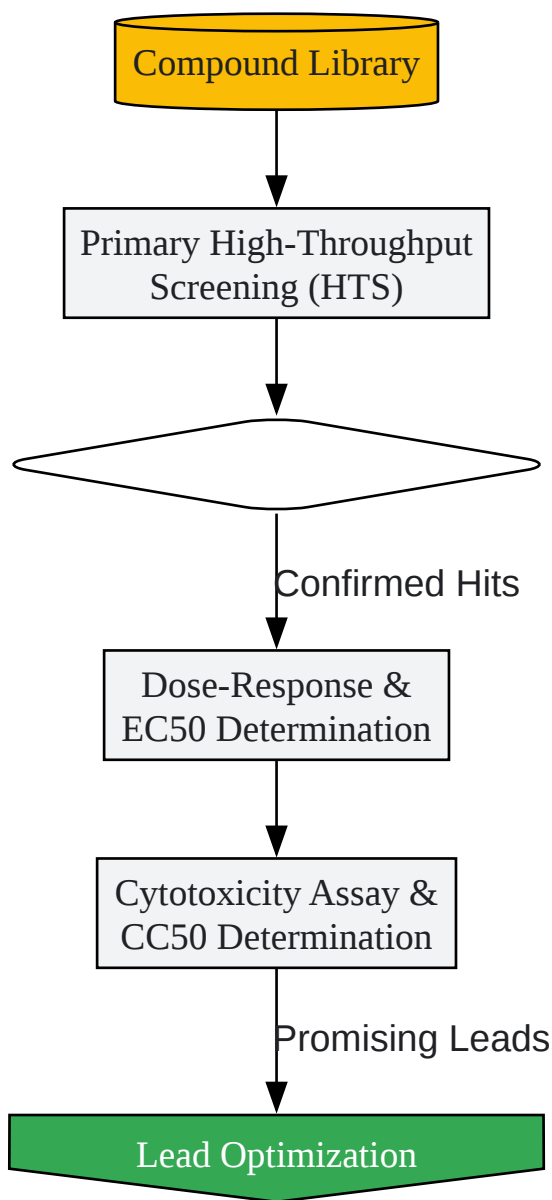 Compound Library
Primary High-Throughput
Screening (HTS)
Confirmed Hits
Dose-Response &
EC50 Determination
Cytotoxicity Assay &
CC50 Determination
Promising Leads
Lead Optimization